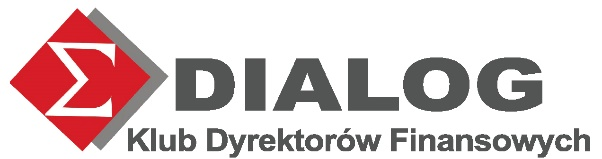 Σ DIALOG
Klub Dyrektorów Finansowych